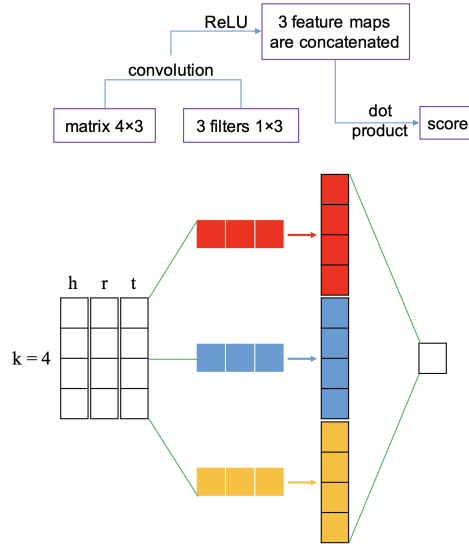 ReLU
3 feature maps
are concatenated
convolution
matrix 4×3
3 filters 1×3
dot
product
score
h r t
k = 4